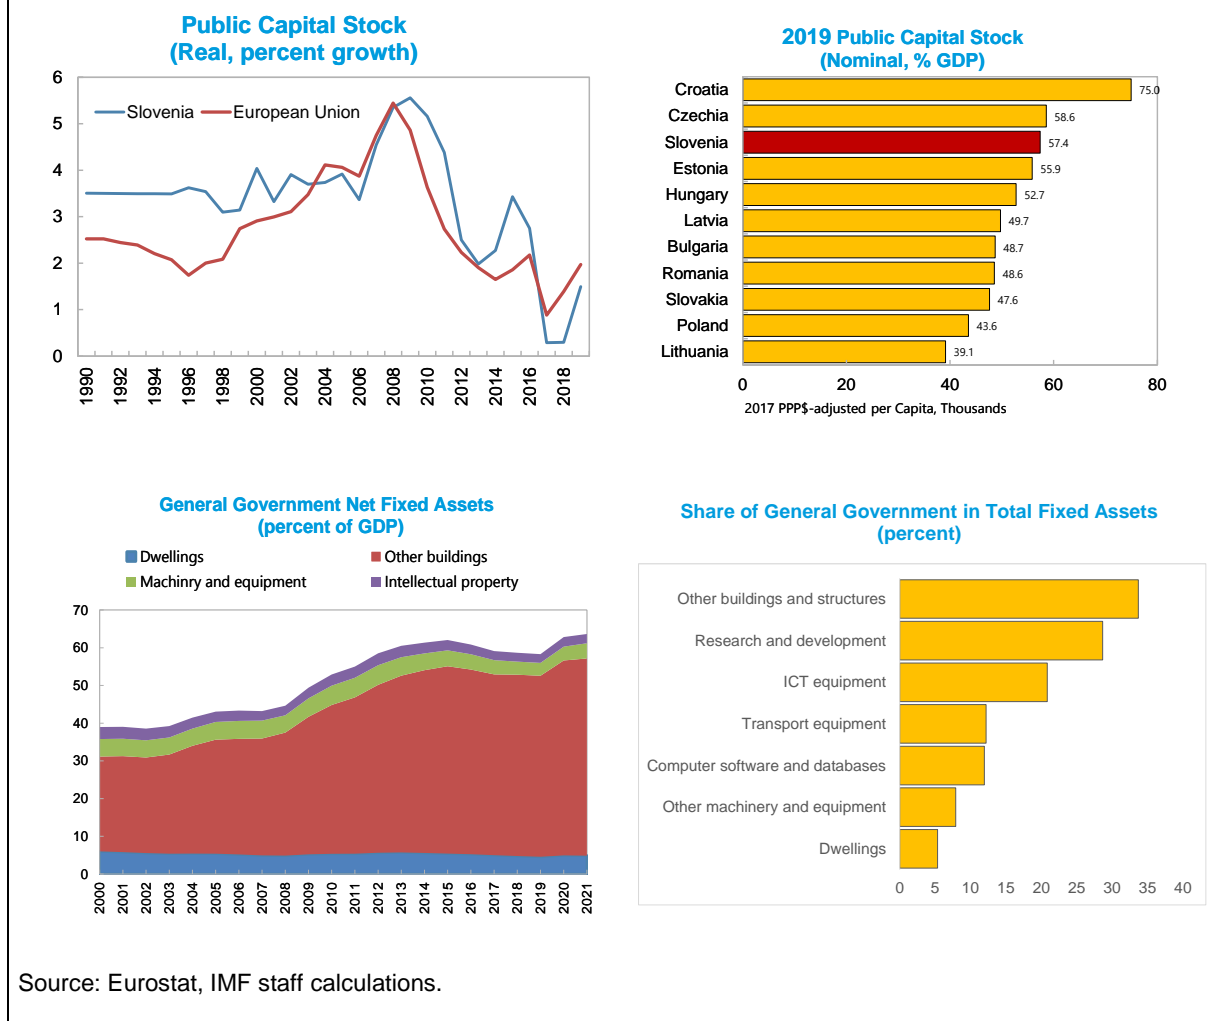 Public Capital Stock
(Real, percent growth)
6
5
4
3
2
1
0
Slovenia
European Union
1990
1992
1994
1996
1998
2000
2002
2004
2006
2008
2010
2012
2014
2016
2018
2019 Public Capital Stock
(Nominal, % GDP)
Croatia 75.0
Czechia 58.6
Slovenia 57.4
Estonia 55.9
Hungary 52.7
Latvia 49.7
Bulgaria 48.7
Romania 48.6
Slovakia 47.6
Poland 43.6
Lithuania 39.1
0 20 40 60 80
2017 PPP$-adjusted per Capita, Thousands
General Government Net Fixed Assets
(percent of GDP)
Dwellings Other buildings
Machinry and equipment Intellectual property
70
60
50
40
30
20
10
0
2000
2001
2002
2003
2004
2005
2006
2007
2008
2009
2010
2011
2012
2013
2014
2015
2016
2017
2018
2019
2020
2021
Share of General Government in Total Fixed Assets
(percent)
Other buildings and structures
Research and development
ICT equipment
Transport equipment
Computer software and databases
Other machinery and equipment
Dwellings
0 5 10 15 20 25 30 35 40
Source: Eurostat, IMF staff calculations.